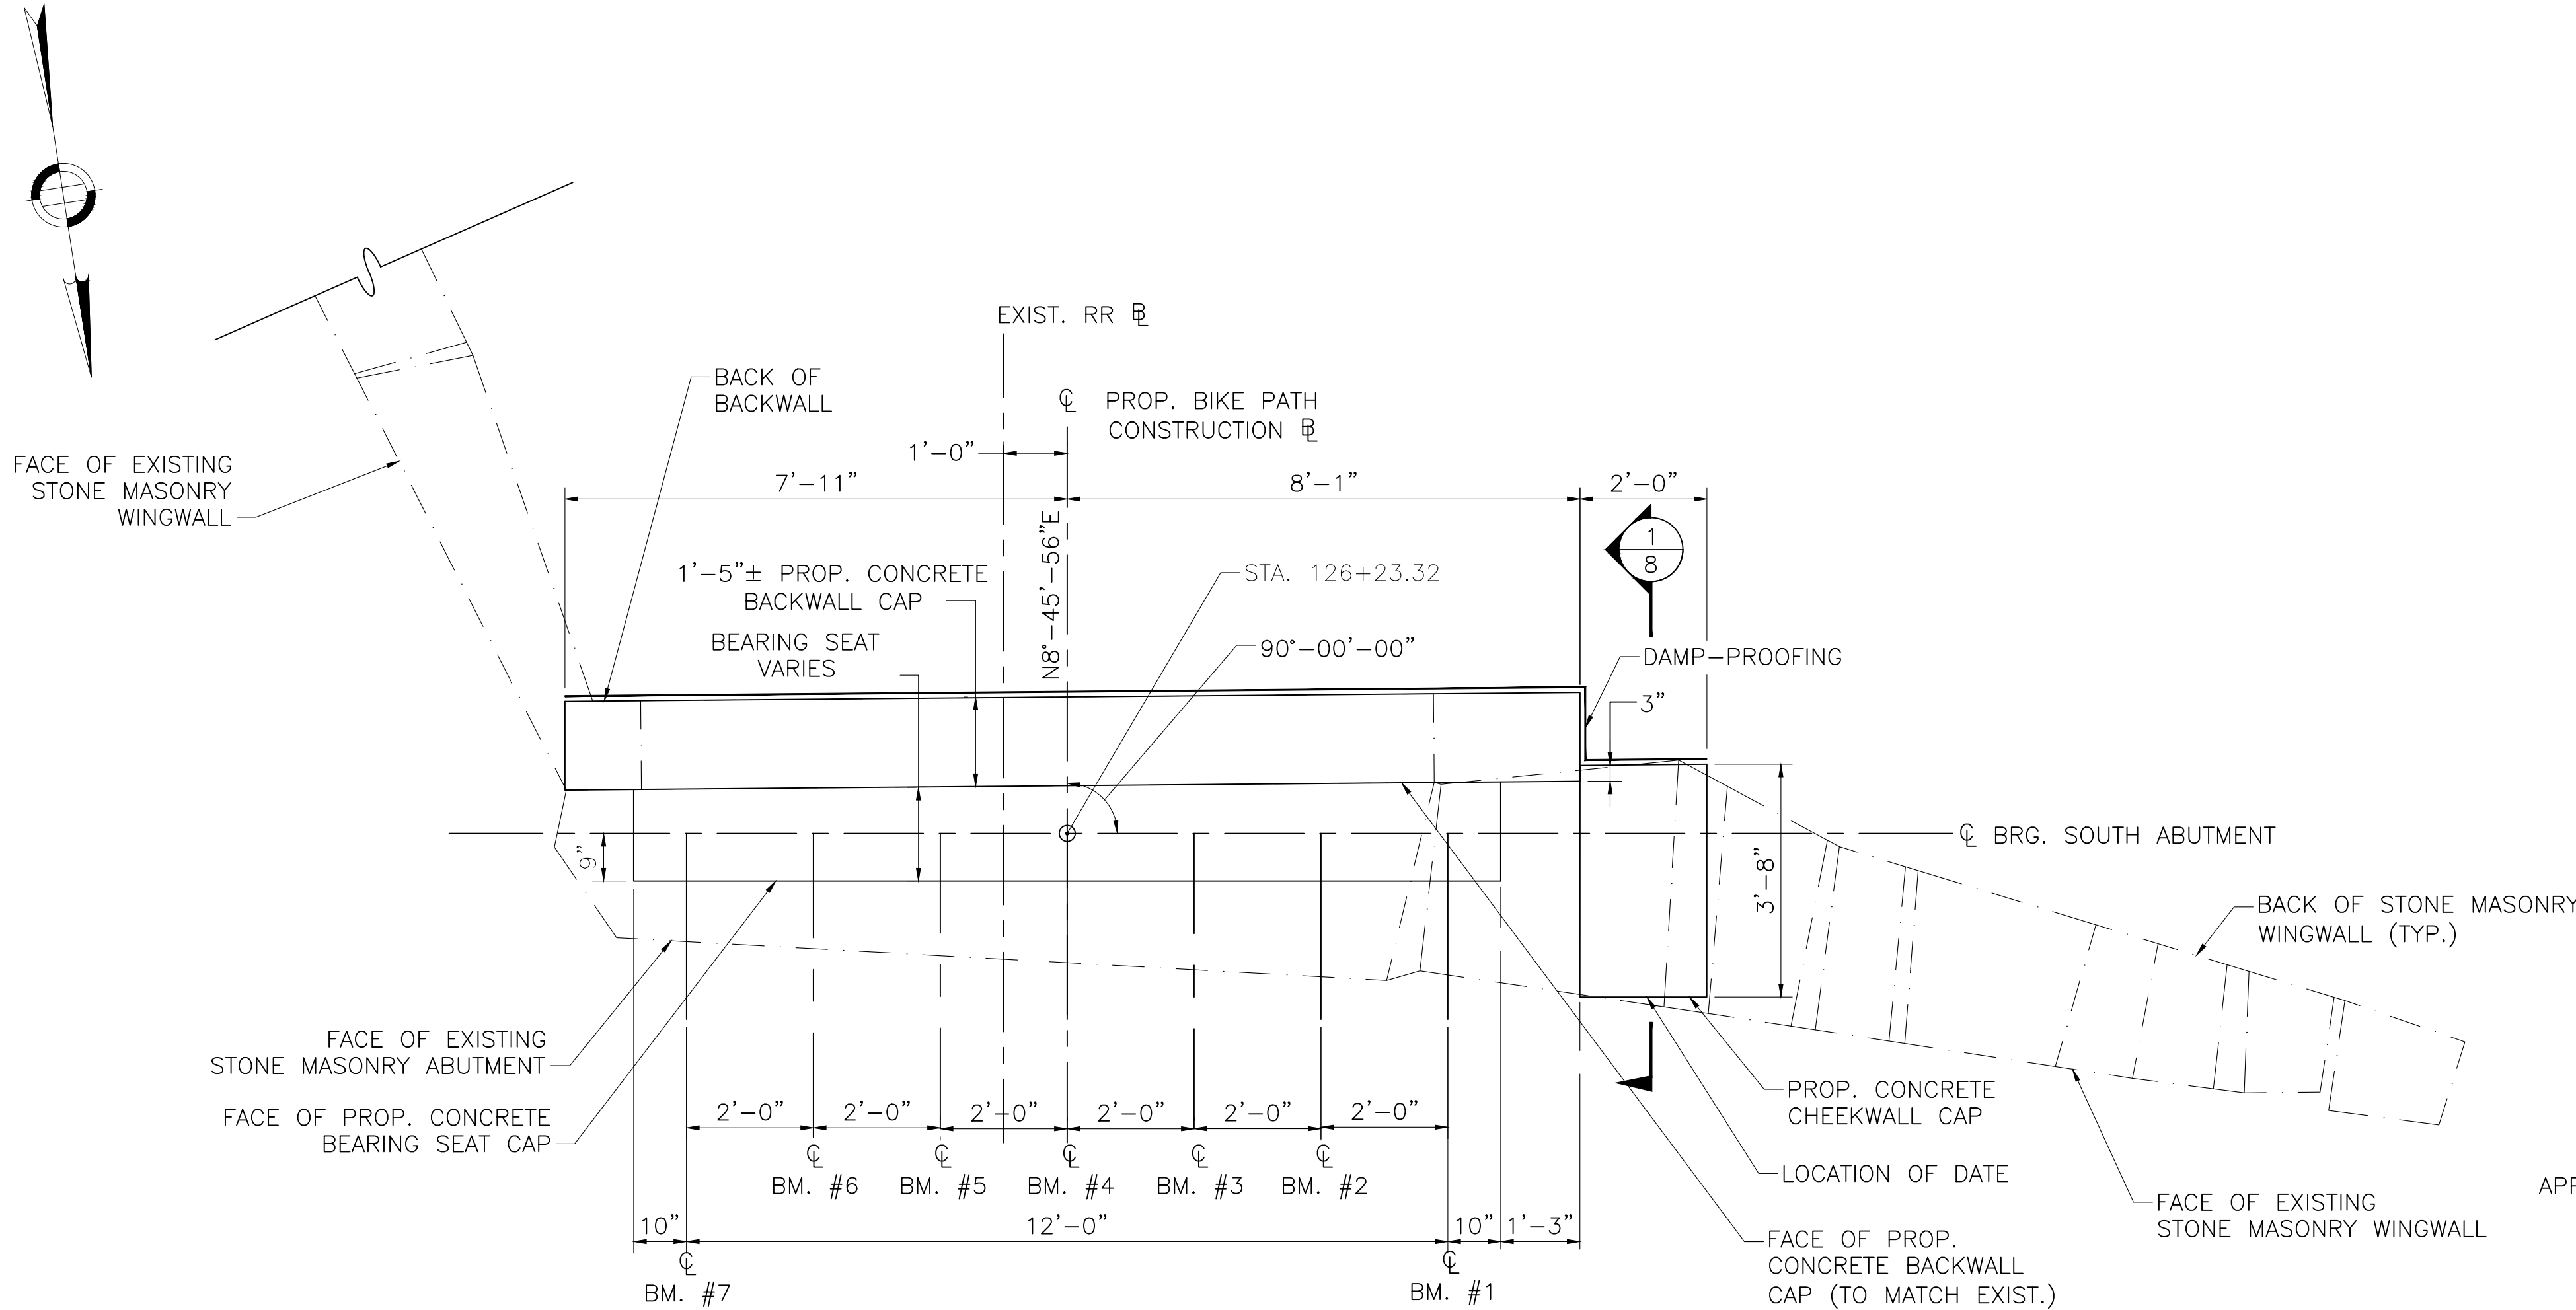 EXIST. RR ℄
BACK OF
BACKWALL
℄ PROP. BIKE PATH
CONSTRUCTION ℄
1'-0"
FACE OF EXISTING
STONE MASONRY
WINGWALL
7'-11"
8'-1"
2'-0"
1
8
N8°-45'-56"E
1'-5"± PROP. CONCRETE
BACKWALL CAP
STA. 126+23.32
BEARING SEAT
VARIES
90°-00'-00"
DAMP-PROOFING
3"
9"
℄ BRG. SOUTH ABUTMENT
3'-8"
BACK OF STONE MASONRY
WINGWALL (TYP.)
FACE OF EXISTING
STONE MASONRY ABUTMENT
FACE OF PROP. CONCRETE
BEARING SEAT CAP
2'-0"
2'-0"
2'-0"
2'-0"
2'-0"
2'-0"
PROP. CONCRETE
CHEEKWALL CAP
LOCATION OF DATE
℄
BM. #6
℄
BM. #5
℄
BM. #4
℄
BM. #3
℄
BM. #2
FACE OF EXISTING
STONE MASONRY WINGWALL
10"
12'-0"
10"
1'-3"
℄
BM. #7
℄
BM. #1
FACE OF PROP.
CONCRETE BACKWALL
CAP (TO MATCH EXIST.)